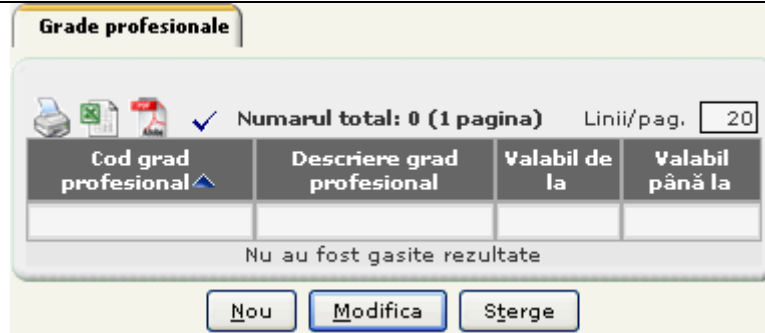 Grade profesionale
Adobe
Numarul total: 0 (1 pagina) Linii/pag. 20
Cod grad profesional Descriere grad profesional Valabil de la Valabil până la
Nu au fost gasite rezultate
Nou Modifica Sterge